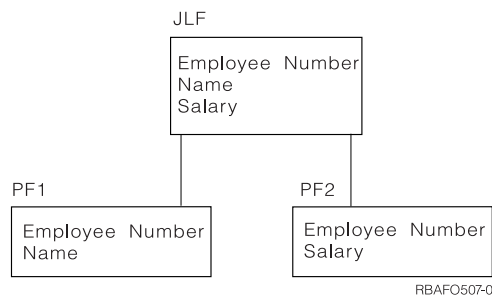 JLF
Employee Number
Name
Salary
PF1
Employee Number
Name
PF2
Employee Number
Salary
RBAFO507-0